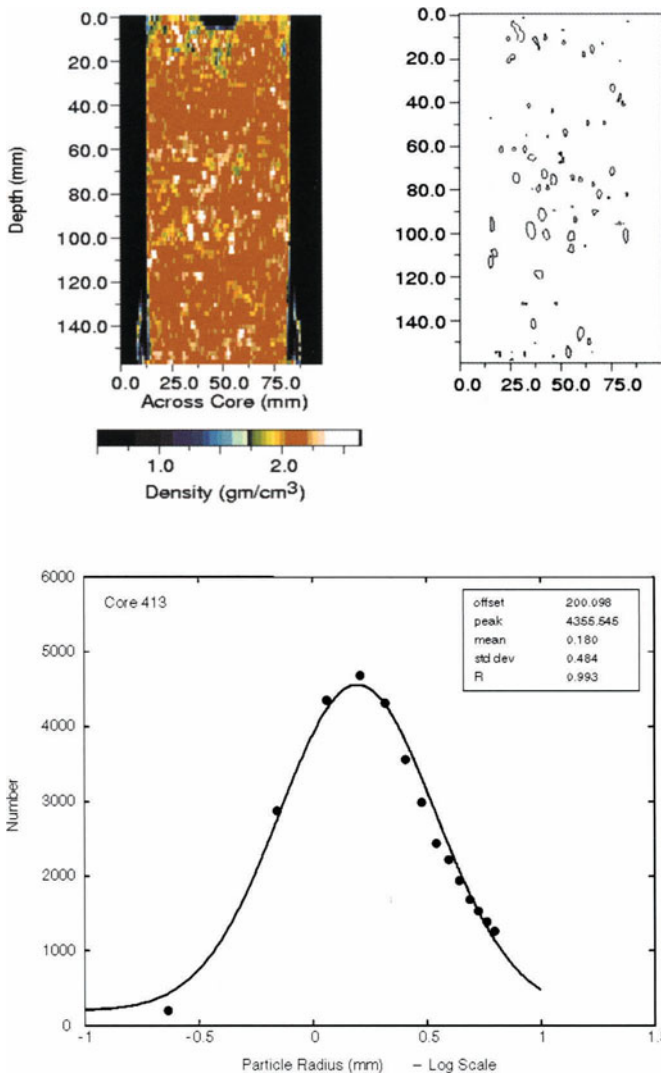 0.0
20.0
40.0
60.0
80.0
100.0
120.0
140.0
Depth (mm)
0.0 25.0 50.0 75.0
Across Core (mm)
1.0 2.0
Density (gm/cm³)
0.0
20.0
40.0
60.0
80.0
100.0
120.0
140.0
0.0 25.0 50.0 75.0
6000
5000
4000
3000
2000
1000
0
Number
Core 413
offset 200.098
peak 4355.545
mean 0.180
std dev 0.484
R 0.993
-1 -0.5 0 0.5 1 1.5
Particle Radius (mm) – Log Scale